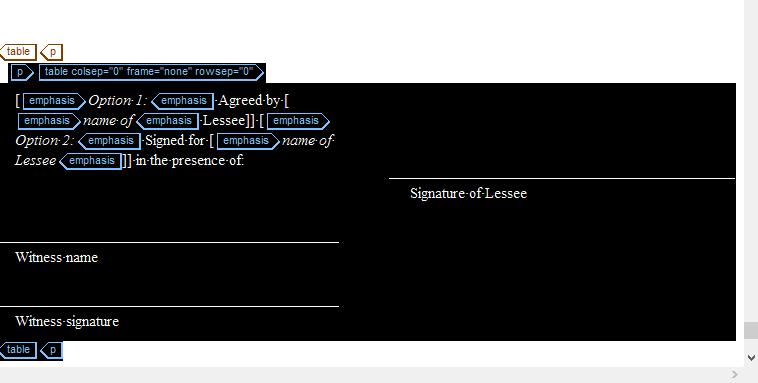 table p
p table colsep="0" frame="none" rowsep="0"
[ emphasis Option 1: emphasis Agreed by [
emphasis name of emphasis Lessee]] [ emphasis
Option 2: emphasis Signed for [ emphasis name of
Lessee emphasis ]] in the presence of:
Signature of Lessee
Witness name
Witness signature
table p